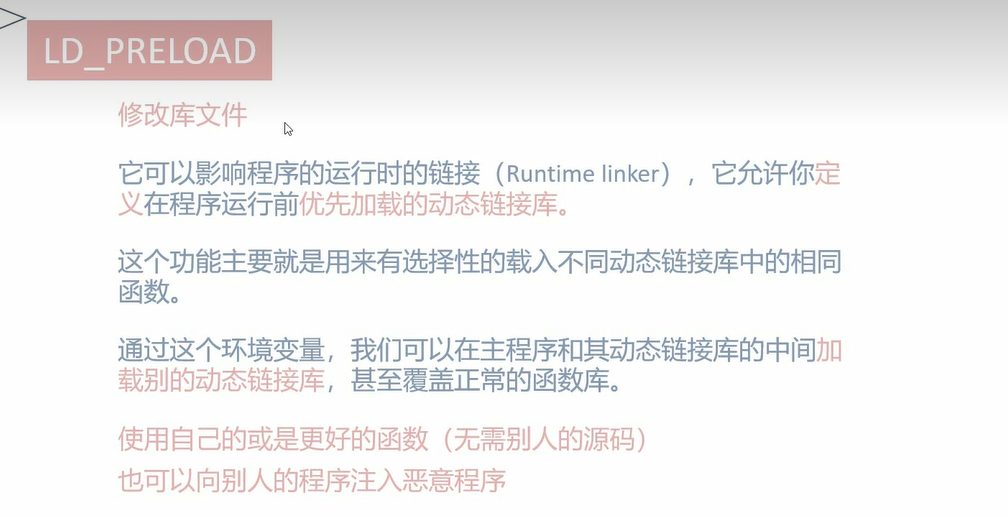 LD_PRELOAD
修改库文件
它可以影响程序的运行时的链接（Runtime linker），它允许你定
义在程序运行前优先加载的动态链接库。
这个功能主要就是用来有选择性的载入不同动态链接库中的相同
函数。
通过这个环境变量，我们可以在主程序和其动态链接库的中间加
载别的动态链接库，甚至覆盖正常的函数库。
使用自己的或是更好的函数（无需别人的源码）
也可以向别人的程序注入恶意程序